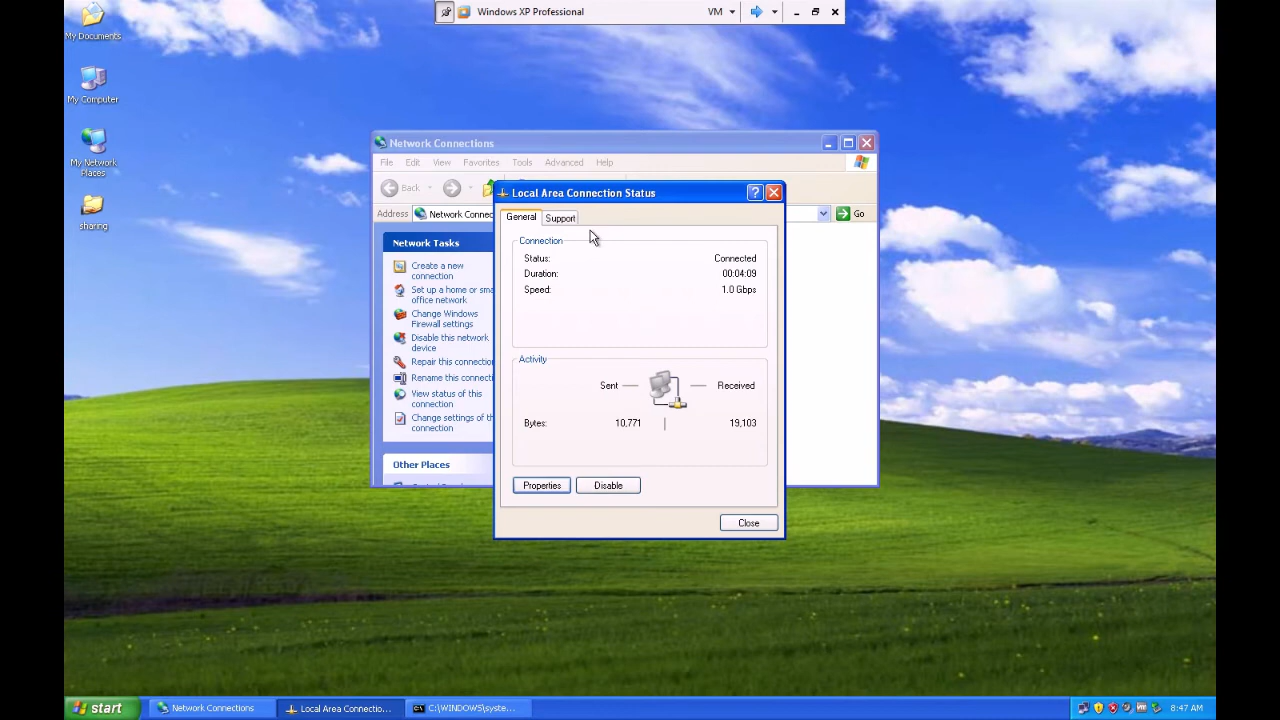 Windows XP Professional
VM
My Documents
My Computer
My Network
Places
sharing
Network Connections
File Edit View Favorites Tools Advanced Help
Back
Address Network Connec
Go
Network Tasks
Create a new
connection
Set up a home or sma
office network
Change Windows
Firewall settings
Disable this network
device
Repair this connectio
Rename this connecti
View status of this
connection
Change settings of th
connection
Other Places
Local Area Connection Status
General Support
Connection
Status: Connected
Duration: 00:04:09
Speed: 1.0 Gbps
Activity
Sent Received
Bytes: 10,771 19,103
Properties Disable
Close
start
Network Connections
Local Area Connectio...
C:\WINDOWS\syste...
8:47 AM